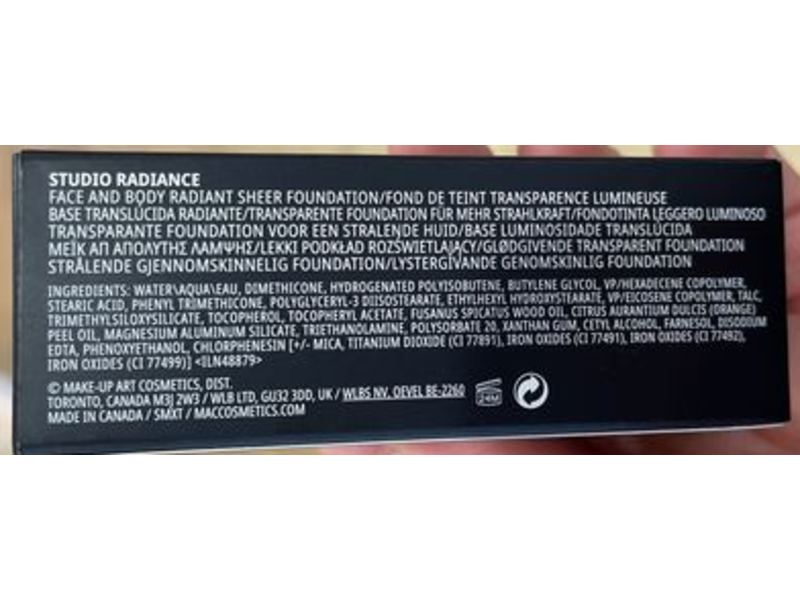 STUDIO RADIANCE
FACE AND BODY RADIANT SHEER FOUNDATION/FOND DE TEINT TRANSPARENCE LUMINEUSE
BASE TRANSLÚCIDA RADIANTE/TRANSPARENTE FOUNDATION FÜR MEHR STRAHLKRAFT/FONDOTINTA LEGGERO LUMINOSO
TRANSPARANTE FOUNDATION VOOR EEN STRALENDE HUID/BASE LUMINOSIDADE TRANSLÚCIDA
ΜΕΪΚ ΑΠ ΑΠΟΛΥΤΗΣ ΛΑΜΨΗΣ/LEKKI PODKŁAD ROZŚWIETLAJĄCY/GLØDGIVENDE TRANSPARENT FOUNDATION
STRÅLENDE GJENNOMSKINNELIG FOUNDATION/LYSTERGIVANDE GENOMSKINLIG FOUNDATION
INGREDIENTS: WATER\AQUA\EAU, DIMETHICONE, HYDROGENATED POLYISOBUTENE, BUTYLENE GLYCOL, VP/HEXADECENE COPOLYMER,
STEARIC ACID, PHENYL TRIMETHICONE, POLYGLYCERYL-3 DIISOSTEARATE, ETHYLHEXYL HYDROXYSTEARATE, VP/EICOSENE COPOLYMER, TALC,
TRIMETHYLSILOXYSILICATE, TOCOPHEROL, TOCOPHERYL ACETATE, FUSANUS SPICATUS WOOD OIL, CITRUS AURANTIUM DULCIS (ORANGE)
PEEL OIL, MAGNESIUM ALUMINUM SILICATE, TRIETHANOLAMINE, POLYSORBATE 20, XANTHAN GUM, CETYL ALCOHOL, FARNESOL, DISODIUM
EDTA, PHENOXYETHANOL, CHLORPHENESIN [+/- MICA, TITANIUM DIOXIDE (CI 77891), IRON OXIDES (CI 77491), IRON OXIDES (CI 77492),
IRON OXIDES (CI 77499)] <ILN48879>
© MAKE-UP ART COSMETICS, DIST.
TORONTO, CANADA M3J 2W3 / WLB LTD, GU32 3DD, UK / WLBS NV. OEVEL BE-2260
24M
MADE IN CANADA / SMXT / MACCOSMETICS.COM